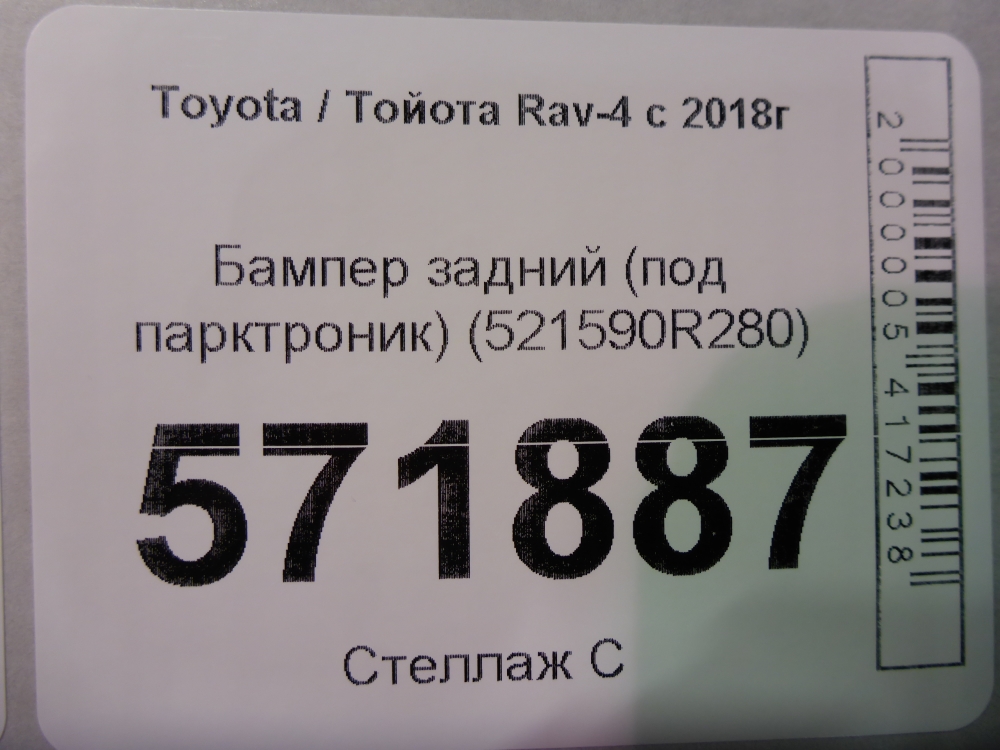 Toyota / Тойота Rav-4 с 2018г
Бампер задний (под
парктроник) (521590R280)
571887
Стеллаж С
2000005417238